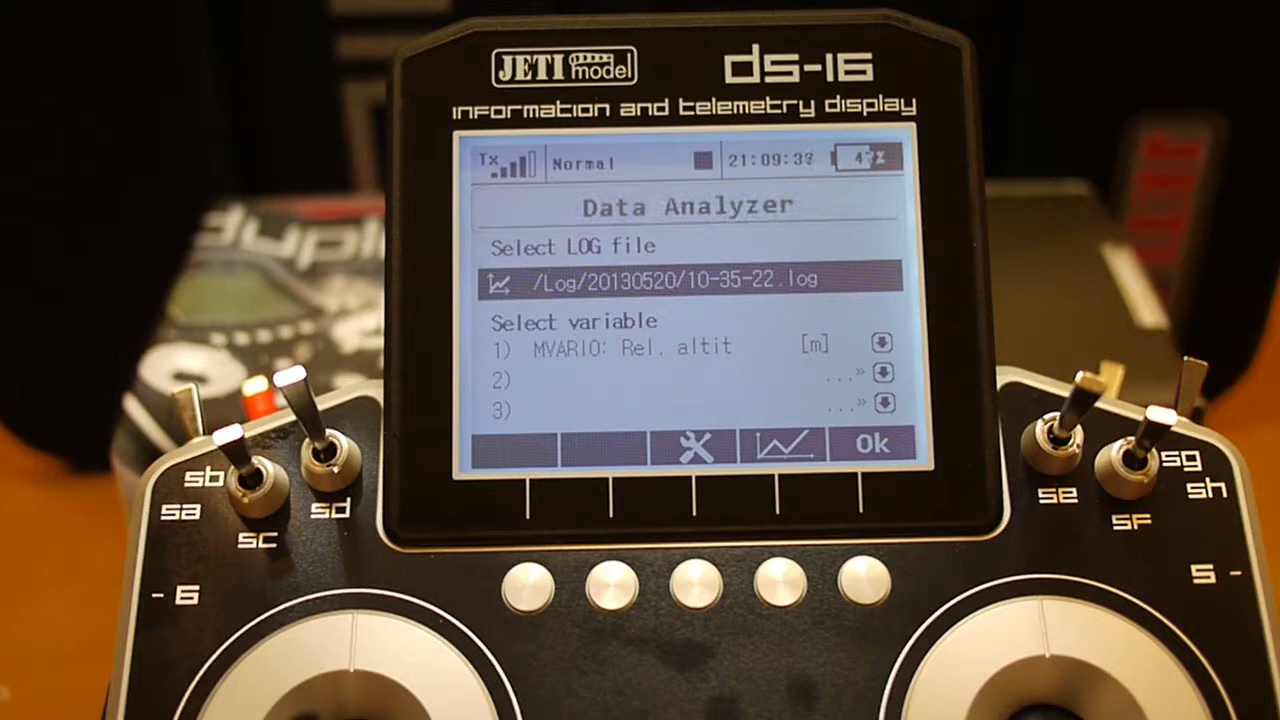 JETI model
ds-16
information and telemetry display
Tx Normal 21:09:38 47%
Data Analyzer
Select LOG file
/Log/20130520/10-35-22.log
Select variable
1) MVARIO: Rel. altit [m]
2) ...»
3) ...»
Ok
sb
sa
sc
sd
se
sf
sg
sh
- 6
5 -